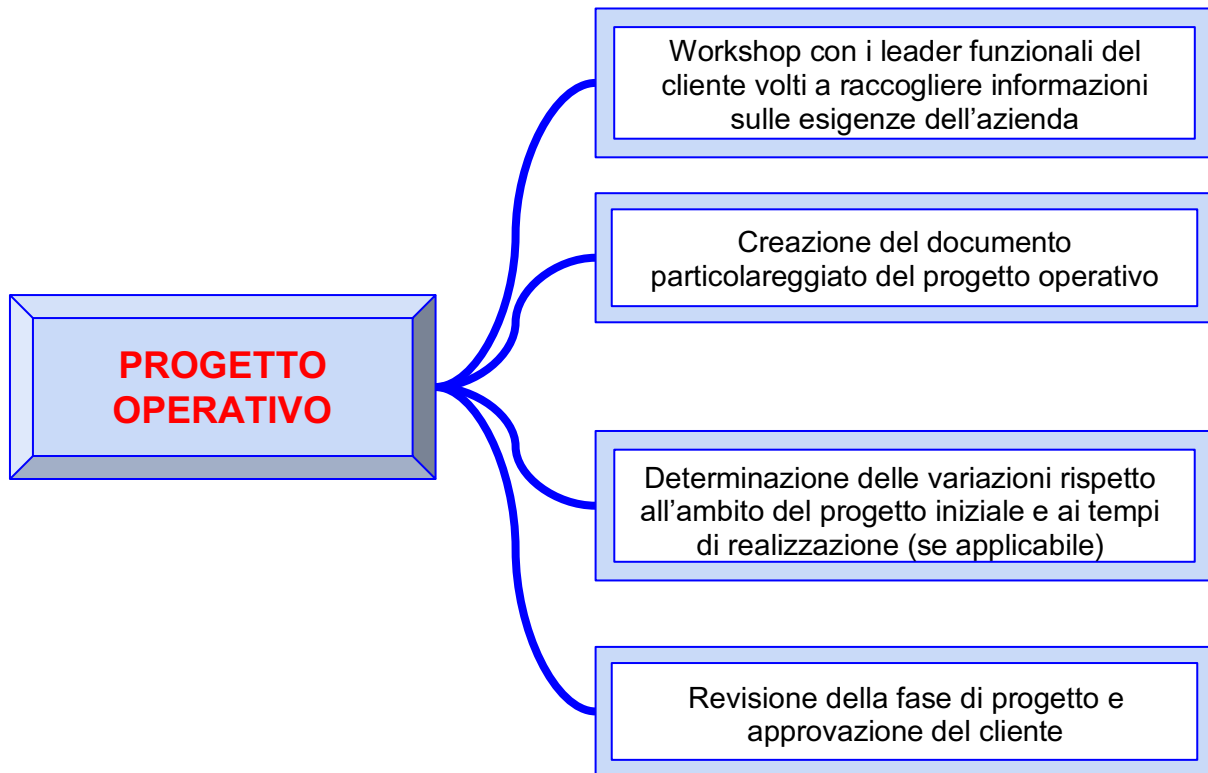 Workshop con i leader funzionali del
cliente volti a raccogliere informazioni
sulle esigenze dell’azienda
Creazione del documento
particolareggiato del progetto operativo
PROGETTO
OPERATIVO
Determinazione delle variazioni rispetto
all’ambito del progetto iniziale e ai tempi
di realizzazione (se applicabile)
Revisione della fase di progetto e
approvazione del cliente